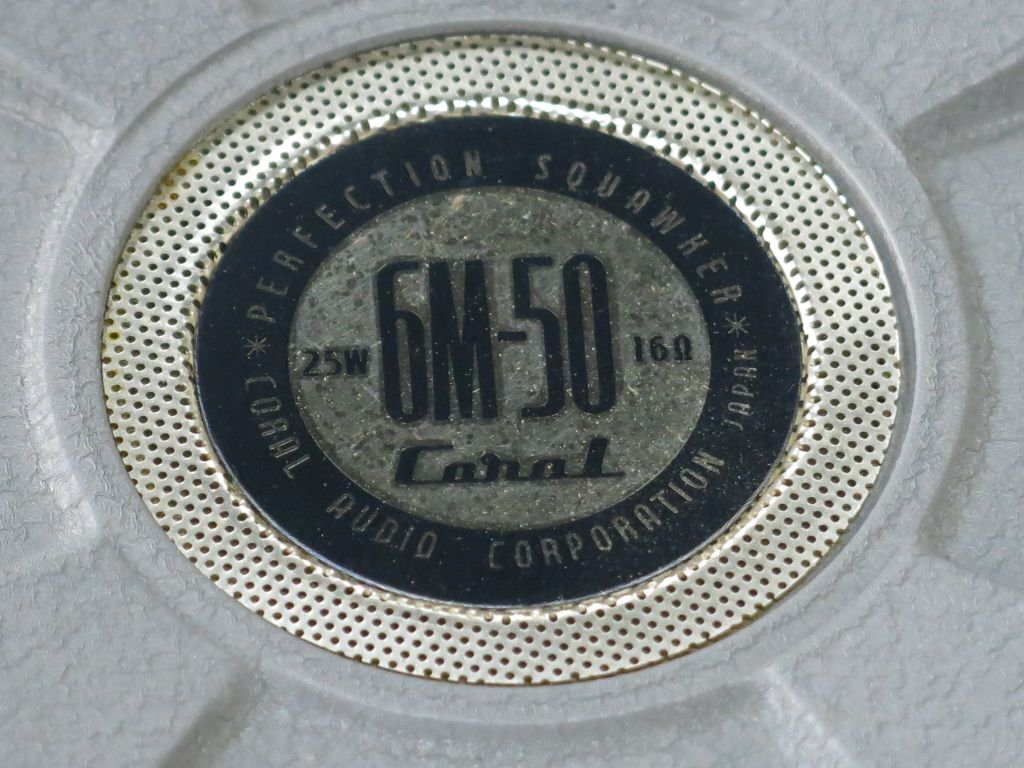 * PERFECTION SQUAWKER *
25W 6M-50 16Ω
Coral
CORAL AUDIO CORPORATION JAPAN